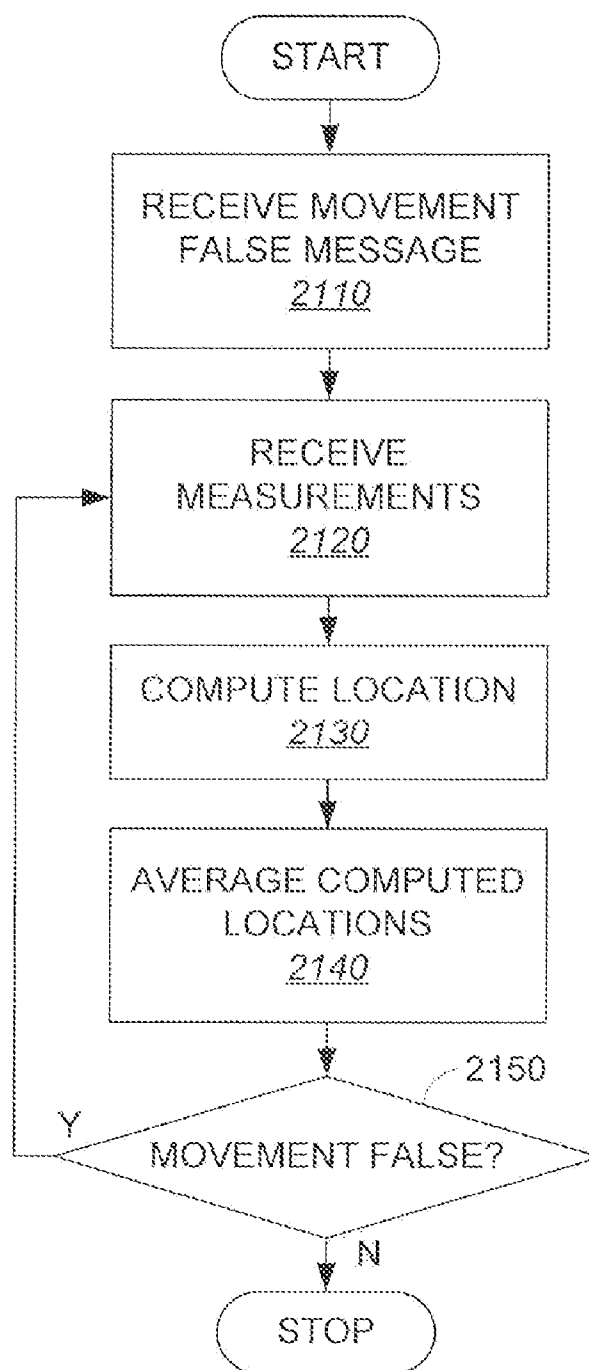 START
RECEIVE MOVEMENT
FALSE MESSAGE
2110
RECEIVE
MEASUREMENTS
2120
COMPUTE LOCATION
2130
AVERAGE COMPUTED
LOCATIONS
2140
2150
Y
MOVEMENT FALSE?
N
STOP